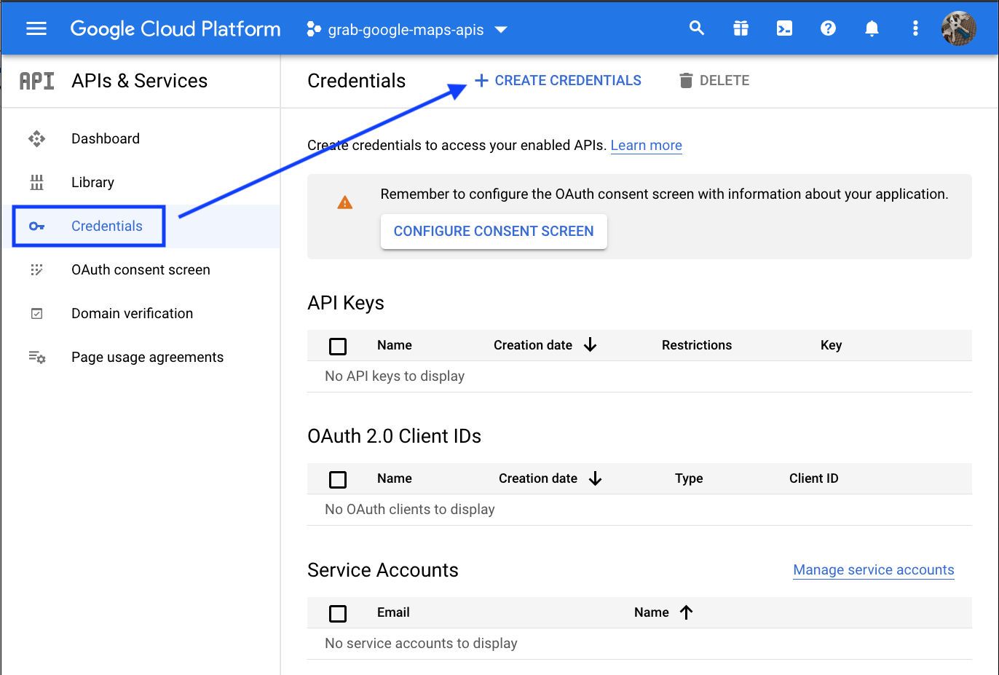 Google Cloud Platform
grab-google-maps-apis
API APIs & Services
Credentials
CREATE CREDENTIALS
DELETE
Dashboard
Library
Credentials
OAuth consent screen
Domain verification
Page usage agreements
Create credentials to access your enabled APIs. Learn more
Remember to configure the OAuth consent screen with information about your application.
CONFIGURE CONSENT SCREEN
API Keys
Name Creation date Restrictions Key
No API keys to display
OAuth 2.0 Client IDs
Name Creation date Type Client ID
No OAuth clients to display
Service Accounts
Manage service accounts
Email Name
No service accounts to display